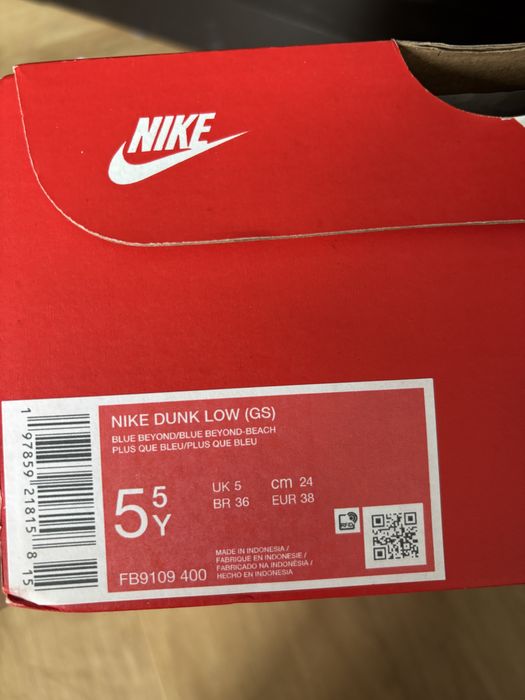 NIKE
NIKE DUNK LOW (GS)
BLUE BEYOND/BLUE BEYOND-BEACH
PLUS QUE BLEU/PLUS QUE BLEU
5 5 Y
UK 5 cm 24
BR 36 EUR 38
FB9109 400
MADE IN INDONESIA /
FABRIQUE EN INDONESIE /
FABRICADO NA INDONÉSIA /
HECHO EN INDONESIA
1 97859 21815 8 15